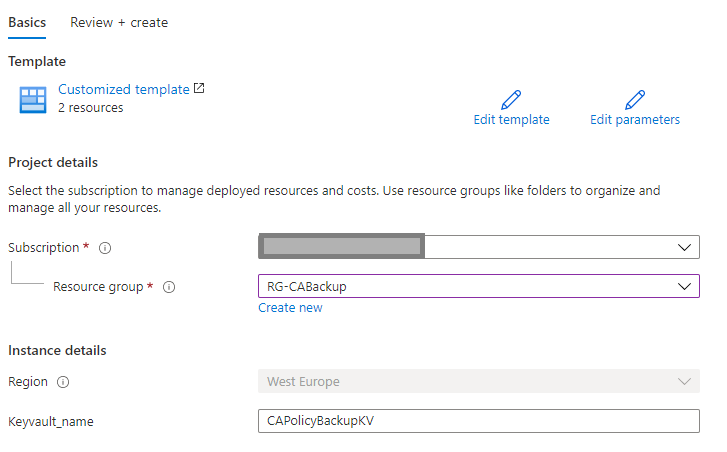 Basics Review + create
Template
Customized template
2 resources
Edit template Edit parameters
Project details
Select the subscription to manage deployed resources and costs. Use resource groups like folders to organize and
manage all your resources.
Subscription *
Resource group * RG-CABackup
Create new
Instance details
Region West Europe
Keyvault_name CAPolicyBackupKV